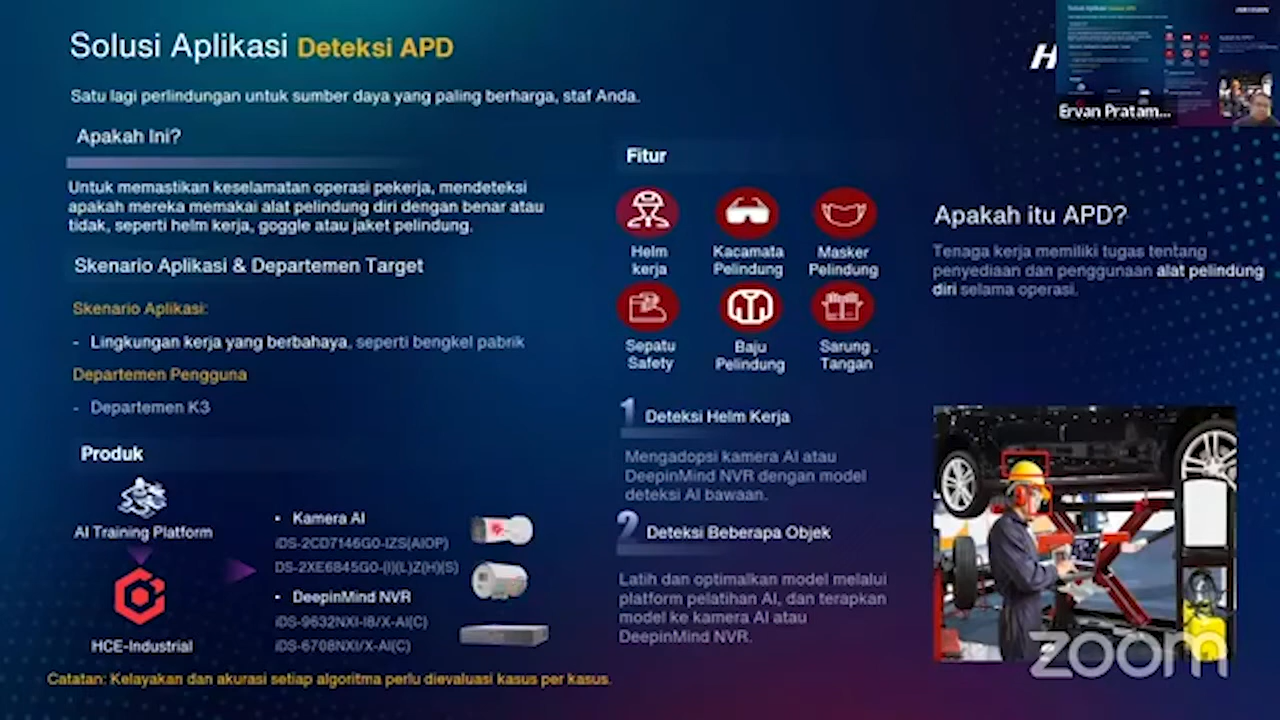 Solusi Aplikasi Deteksi APD
Satu lagi perlindungan untuk sumber daya yang paling berharga, staf Anda.
Apakah Ini?
Untuk memastikan keselamatan operasi pekerja, mendeteksi
apakah mereka memakai alat pelindung diri dengan benar atau
tidak, seperti helm kerja, goggle atau jaket pelindung.
Skenario Aplikasi & Departemen Target
Skenario Aplikasi:
- Lingkungan kerja yang berbahaya, seperti bengkel pabrik
Departemen Pengguna
- Departemen K3
Produk
AI Training Platform
HCE-Industrial
• Kamera AI
iDS-2CD7146G0-IZS(AIOP)
DS-2XE6845G0-(I)(L)Z(H)(S)
• DeepinMind NVR
iDS-9632NXI-I8/X-AI(C)
iDS-6708NXI/X-AI(C)
Catatan: Kelayakan dan akurasi setiap algoritma perlu dievaluasi kasus per kasus.
Fitur
Helm
kerja
Kacamata
Pelindung
Masker
Pelindung
Sepatu
Safety
Baju
Pelindung
Sarung .
Tangan
1 Deteksi Helm Kerja
Mengadopsi kamera AI atau
DeepinMind NVR dengan model
deteksi AI bawaan.
2 Deteksi Beberapa Objek
Latih dan optimalkan model melalui
platform pelatihan AI, dan terapkan
model ke kamera AI atau
DeepinMind NVR.
H
Ervan Pratam...
Apakah itu APD?
Tenaga kerja memiliki tugas tentang
penyediaan dan penggunaan alat pelindung
diri selama operasi.
zoom